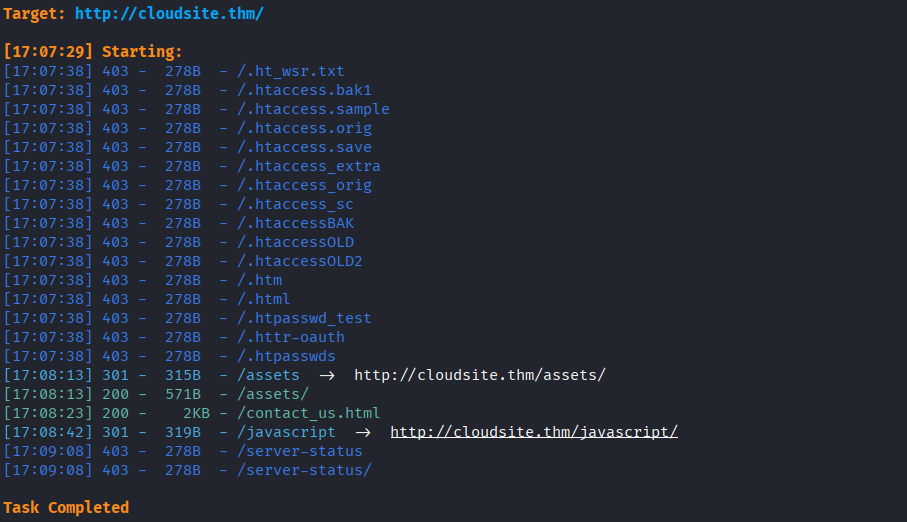 Target: http://cloudsite.thm/
[17:07:29] Starting:
[17:07:38] 403 - 278B - /.ht_wsr.txt
[17:07:38] 403 - 278B - /.htaccess.bak1
[17:07:38] 403 - 278B - /.htaccess.sample
[17:07:38] 403 - 278B - /.htaccess.orig
[17:07:38] 403 - 278B - /.htaccess.save
[17:07:38] 403 - 278B - /.htaccess_extra
[17:07:38] 403 - 278B - /.htaccess_orig
[17:07:38] 403 - 278B - /.htaccess_sc
[17:07:38] 403 - 278B - /.htaccessBAK
[17:07:38] 403 - 278B - /.htaccessOLD
[17:07:38] 403 - 278B - /.htaccessOLD2
[17:07:38] 403 - 278B - /.htm
[17:07:38] 403 - 278B - /.html
[17:07:38] 403 - 278B - /.htpasswd_test
[17:07:38] 403 - 278B - /.httr-oauth
[17:07:38] 403 - 278B - /.htpasswds
[17:08:13] 301 - 315B - /assets → http://cloudsite.thm/assets/
[17:08:13] 200 - 571B - /assets/
[17:08:23] 200 - 2KB - /contact_us.html
[17:08:42] 301 - 319B - /javascript → http://cloudsite.thm/javascript/
[17:09:08] 403 - 278B - /server-status
[17:09:08] 403 - 278B - /server-status/
Task Completed